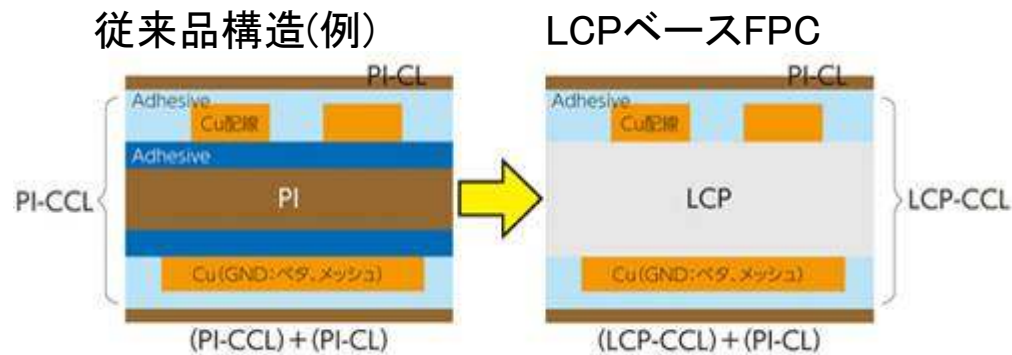 従来品構造(例)
LCPベースFPC
PI-CL
Adhesive
Cu配線
Adhesive
PI
PI-CCL
Cu(GND:ベタ、メッシュ)
(PI-CCL)+(PI-CL)
PI-CL
Adhesive
Cu配線
LCP
LCP-CCL
Cu(GND:ベタ、メッシュ)
(LCP-CCL)+(PI-CL)